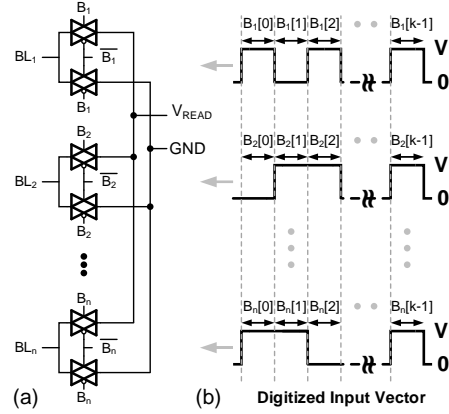 B1
BL1
B1
B1
VREAD
GND
B2
BL2
B2
B2
Bn
BLn
Bn
Bn
(a)
B1[0] B1[1] B1[2] B1[k-1]
V
0
B2[0] B2[1] B2[2] B2[k-1]
V
0
Bn[0] Bn[1] Bn[2] Bn[k-1]
V
0
(b) Digitized Input Vector